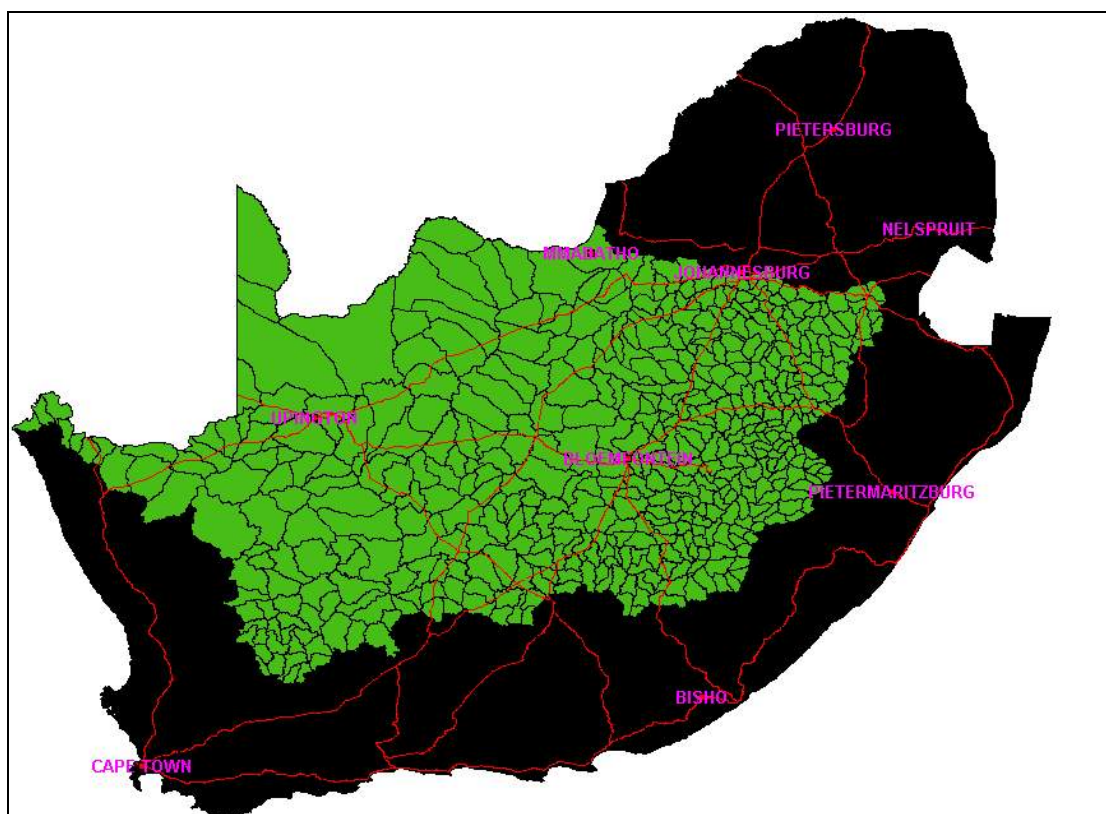 PIETERSBURG
NELSPRUIT
MMABATHO
JOHANNESBURG
UPINGTON
BLOEMFONTEIN
PIETERMARITZBURG
BISHO
CAPE TOWN